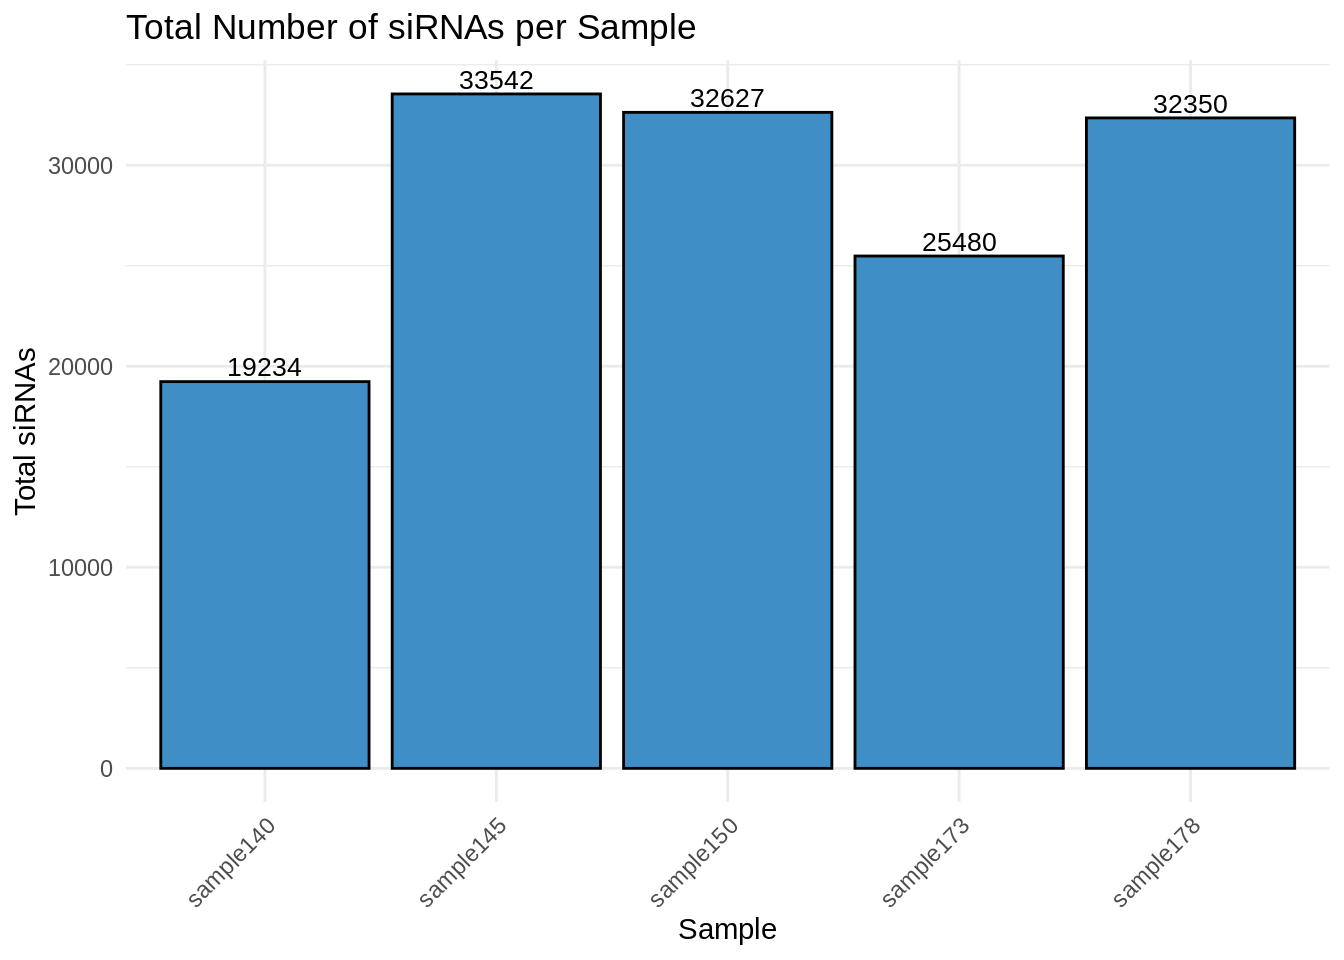 Total Number of siRNAs per Sample
33542
32627
32350
30000
25480
20000
19234
Total siRNAs
10000
0
sample140
sample145
sample150
sample173
sample178
Sample